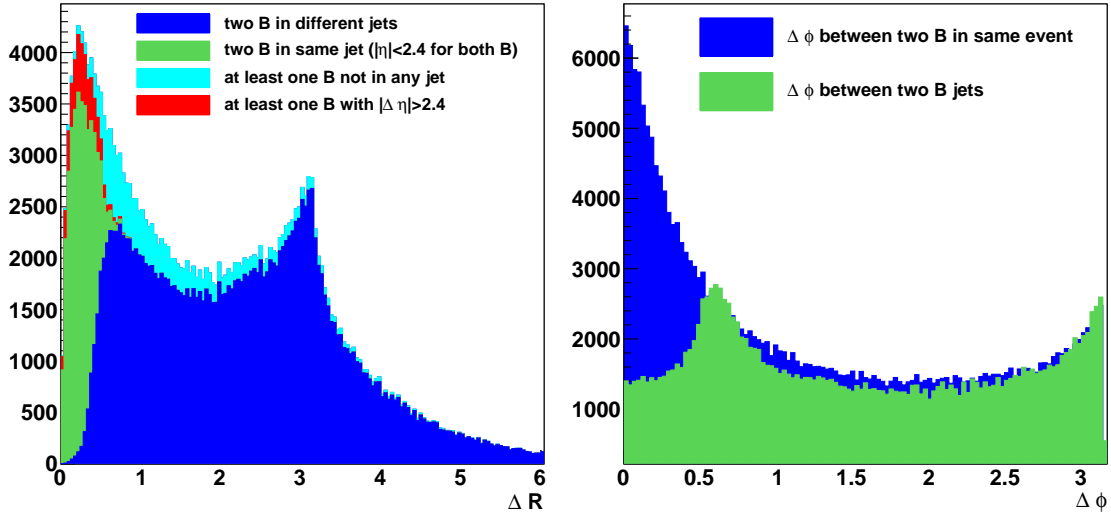 two B in different jets
two B in same jet (|η|<2.4 for both B)
at least one B not in any jet
at least one B with |Δ η|>2.4
4000
3500
3000
2500
2000
1500
1000
500
0
0 1 2 3 4 5 6
Δ R
Δ ϕ between two B in same event
Δ ϕ between two B jets
6000
5000
4000
3000
2000
1000
0 0.5 1 1.5 2 2.5 3
Δ ϕ